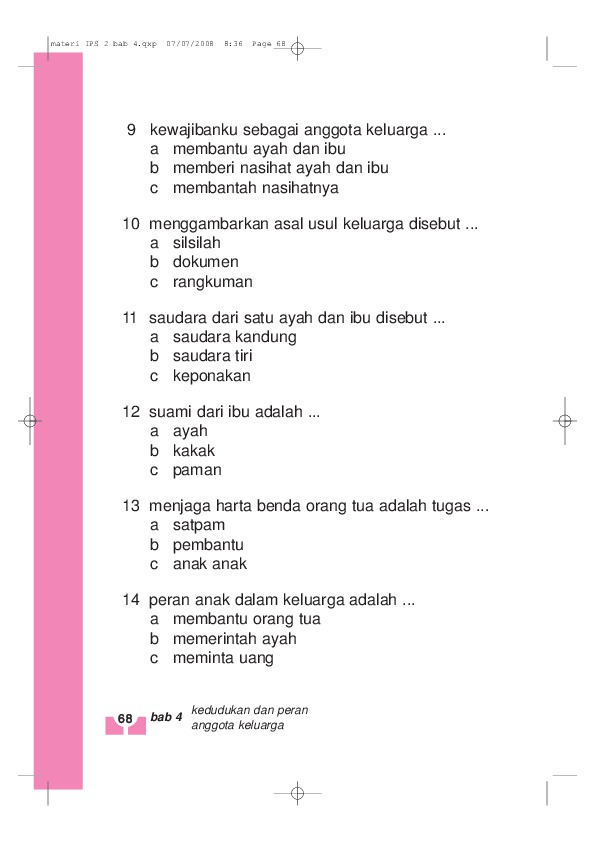 materi IPS 2 bab 4.qxp  07/07/2008  8:36  Page 68
9 kewajibanku sebagai anggota keluarga ...
a membantu ayah dan ibu
b memberi nasihat ayah dan ibu
c membantah nasihatnya
10 menggambarkan asal usul keluarga disebut ...
a silsilah
b dokumen
c rangkuman
11 saudara dari satu ayah dan ibu disebut ...
a saudara kandung
b saudara tiri
c keponakan
12 suami dari ibu adalah ...
a ayah
b kakak
c paman
13 menjaga harta benda orang tua adalah tugas ...
a satpam
b pembantu
c anak anak
14 peran anak dalam keluarga adalah ...
a membantu orang tua
b memerintah ayah
c meminta uang
68 bab 4 kedudukan dan peran
anggota keluarga